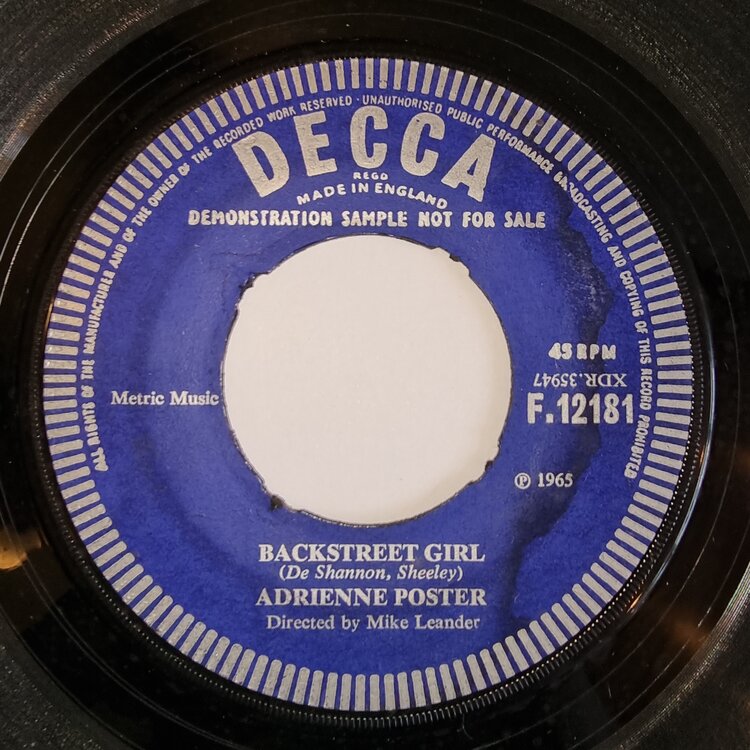 ALL RIGHTS OF THE MANUFACTURER AND OF THE OWNER OF THE RECORDED WORK RESERVED · UNAUTHORISED PUBLIC PERFORMANCE BROADCASTING AND COPYING OF THIS RECORD PROHIBITED
DECCA
REGD
MADE IN ENGLAND
DEMONSTRATION SAMPLE NOT FOR SALE
45 RPM
XDR.35947
Metric Music
F.12181
℗ 1965
BACKSTREET GIRL
(De Shannon, Sheeley)
ADRIENNE POSTER
Directed by Mike Leander